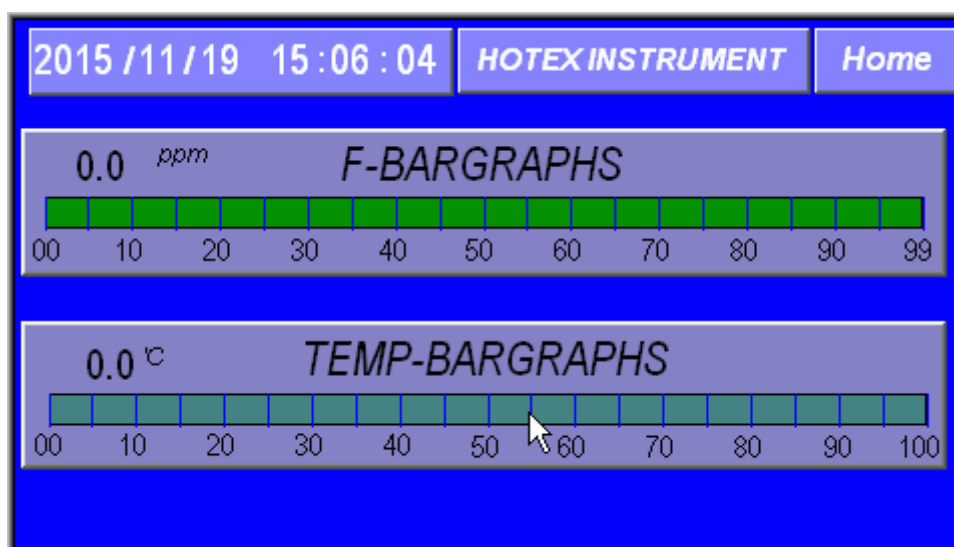 2015 /11/19 15:06:04 HOTEX INSTRUMENT Home
0.0 ppm F-BARGRAPHS
00 10 20 30 40 50 60 70 80 90 99
0.0 ℃ TEMP-BARGRAPHS
00 10 20 30 40 50 60 70 80 90 100